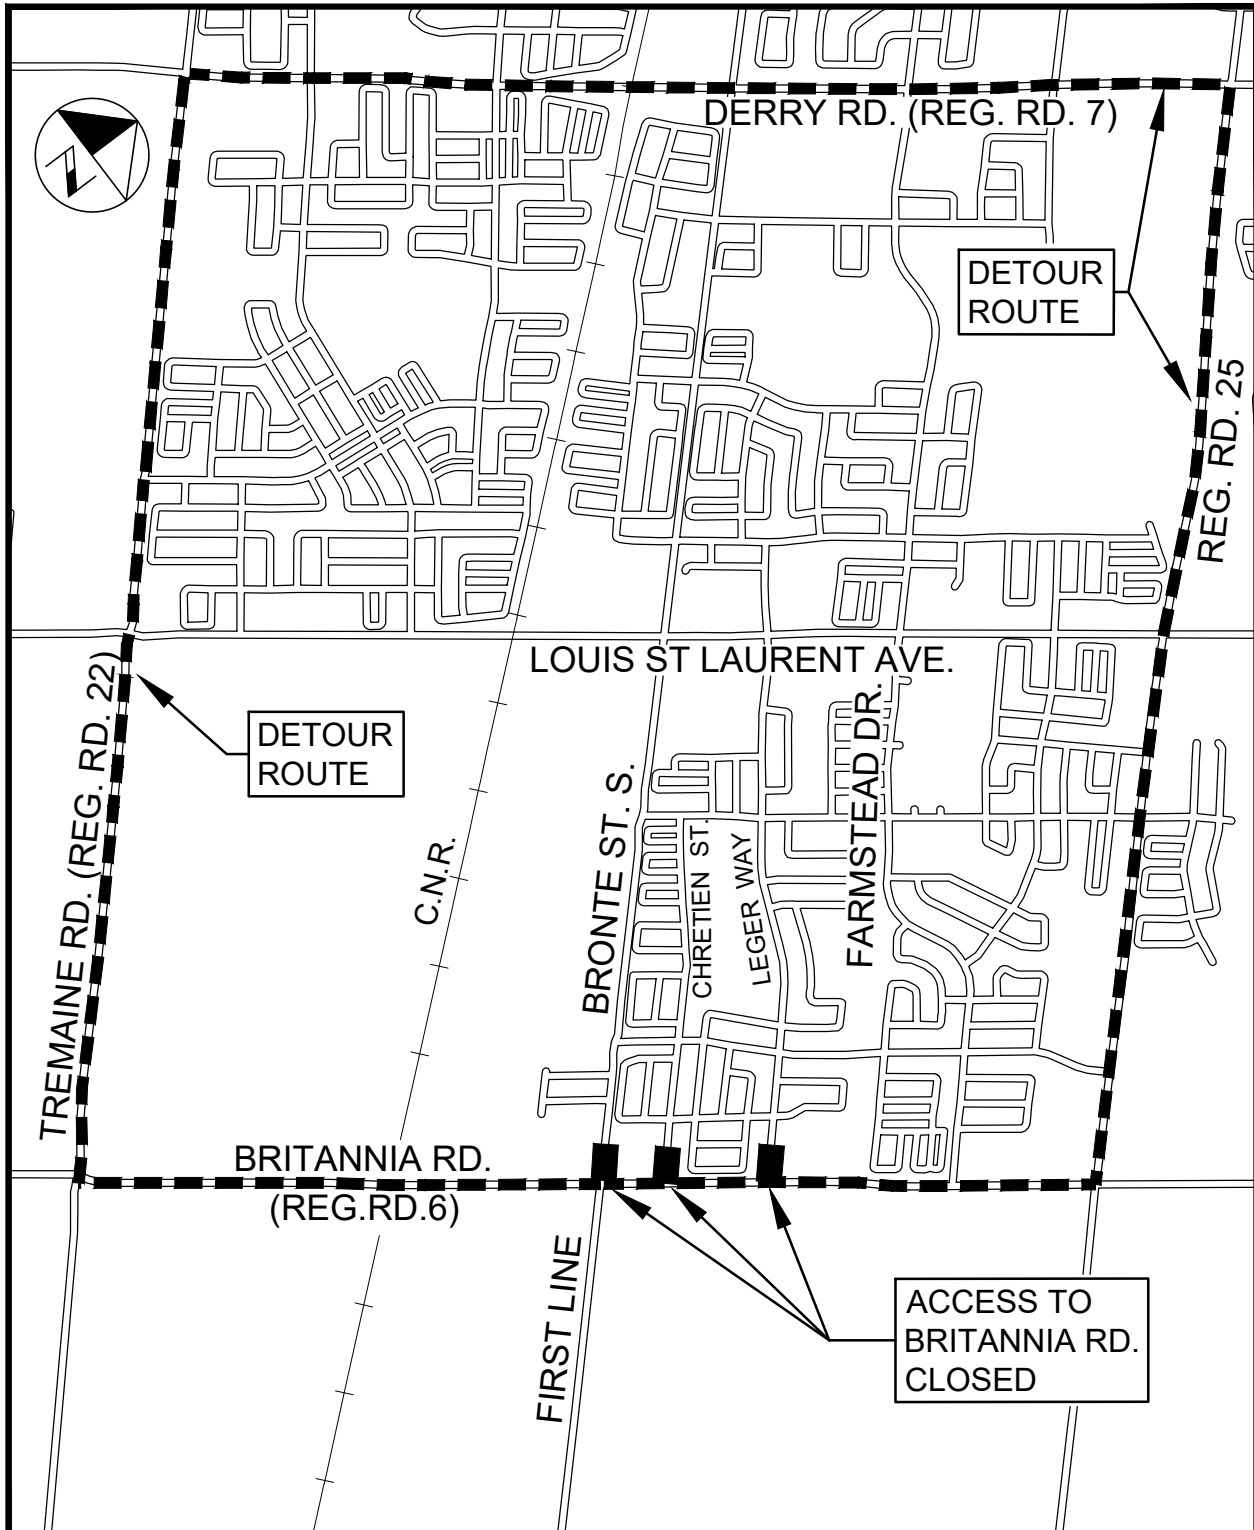 DERRY RD. (REG. RD. 7)
N
DETOUR
ROUTE
REG. RD. 25
LOUIS ST LAURENT AVE.
TREMAINE RD. (REG. RD. 22)
DETOUR
ROUTE
C.N.R.
BRONTE ST. S.
CHRETIEN ST.
LEGER WAY
FARMSTEAD DR.
BRITANNIA RD.
(REG.RD.6)
FIRST LINE
ACCESS TO
BRITANNIA RD.
CLOSED